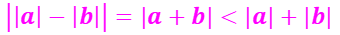 ||a| − |b|| = |a + b| < |a| + |b|